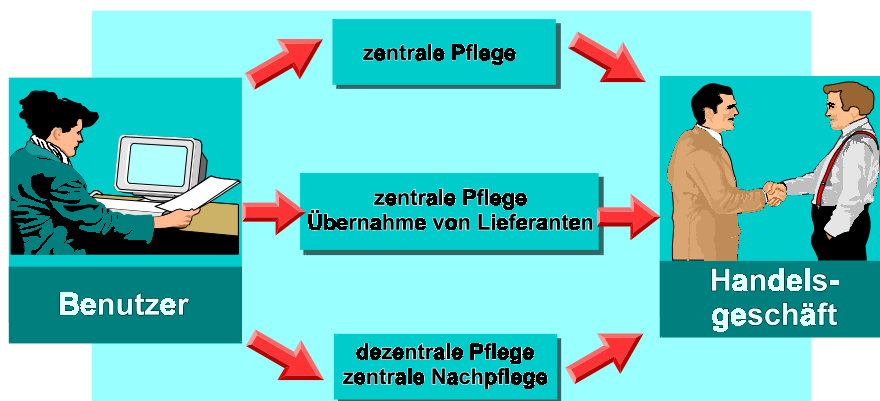 zentrale Pflege
Benutzer
zentrale Pflege
Übernahme von Lieferanten
dezentrale Pflege
zentrale Nachpflege
Handels-
geschäft